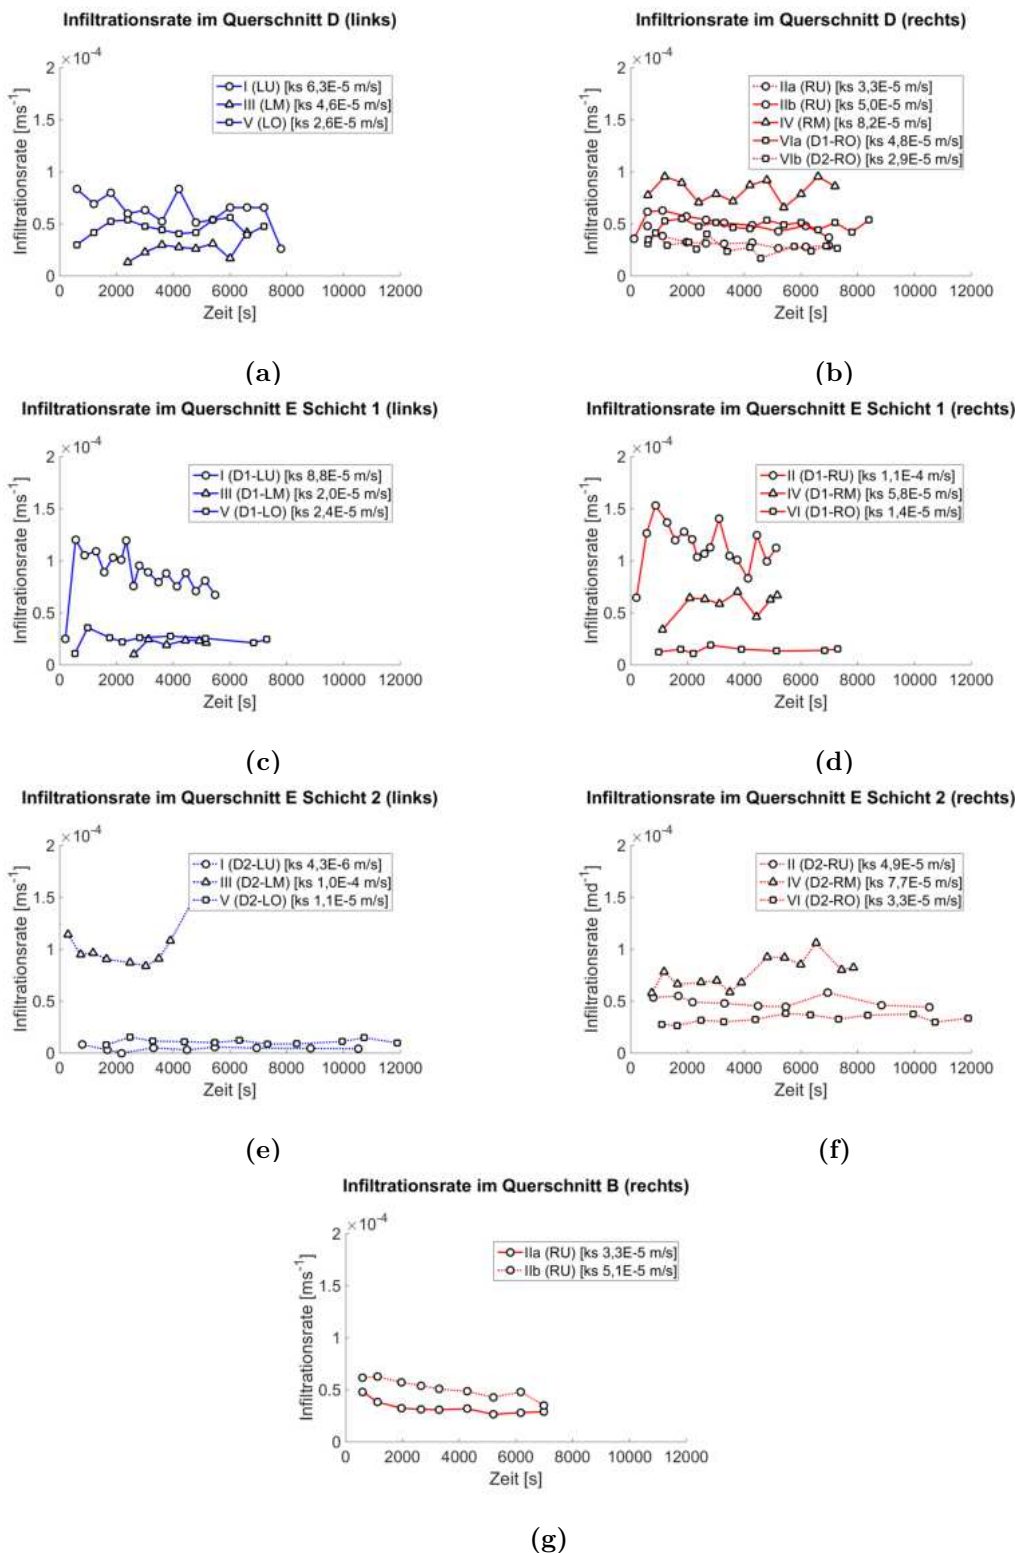 Infiltrationsrate im Querschnitt D (links)
×10⁻⁴
2
1.5
1
0.5
0
Infiltrationsrate [ms⁻¹]
I (LU) [ks 6,3E-5 m/s]
III (LM) [ks 4,6E-5 m/s]
V (LO) [ks 2,6E-5 m/s]
0 2000 4000 6000 8000 10000 12000
Zeit [s]
(a)
Infiltrionsrate im Querschnitt D (rechts)
×10⁻⁴
2
1.5
1
0.5
0
Infiltrationsrate [ms⁻¹]
IIa (RU) [ks 3,3E-5 m/s]
IIb (RU) [ks 5,0E-5 m/s]
IV (RM) [ks 8,2E-5 m/s]
VIa (D1-RO) [ks 4,8E-5 m/s]
VIb (D2-RO) [ks 2,9E-5 m/s]
0 2000 4000 6000 8000 10000 12000
Zeit [s]
(b)
Infiltrationsrate im Querschnitt E Schicht 1 (links)
×10⁻⁴
2
1.5
1
0.5
0
Infiltrationsrate [ms⁻¹]
I (D1-LU) [ks 8,8E-5 m/s]
III (D1-LM) [ks 2,0E-5 m/s]
V (D1-LO) [ks 2,4E-5 m/s]
0 2000 4000 6000 8000 10000 12000
Zeit [s]
(c)
Infiltrationsrate im Querschnitt E Schicht 1 (rechts)
×10⁻⁴
2
1.5
1
0.5
0
Infiltrationsrate [ms⁻¹]
II (D1-RU) [ks 1,1E-4 m/s]
IV (D1-RM) [ks 5,8E-5 m/s]
VI (D1-RO) [ks 1,4E-5 m/s]
0 2000 4000 6000 8000 10000 12000
Zeit [s]
(d)
Infiltrationsrate im Querschnitt E Schicht 2 (links)
×10⁻⁴
2
1.5
1
0.5
0
Infiltrationsrate [ms⁻¹]
I (D2-LU) [ks 4,3E-6 m/s]
III (D2-LM) [ks 1,0E-4 m/s]
V (D2-LO) [ks 1,1E-5 m/s]
0 2000 4000 6000 8000 10000 12000
Zeit [s]
(e)
Infiltrationsrate im Querschnitt E Schicht 2 (rechts)
×10⁻⁴
2
1.5
1
0.5
0
Infiltrationsrate [md⁻¹]
II (D2-RU) [ks 4,9E-5 m/s]
IV (D2-RM) [ks 7,7E-5 m/s]
VI (D2-RO) [ks 3,3E-5 m/s]
0 2000 4000 6000 8000 10000 12000
Zeit [s]
(f)
Infiltrationsrate im Querschnitt B (rechts)
×10⁻⁴
2
1.5
1
0.5
0
Infiltrationsrate [ms⁻¹]
IIa (RU) [ks 3,3E-5 m/s]
IIb (RU) [ks 5,1E-5 m/s]
0 2000 4000 6000 8000 10000 12000
Zeit [s]
(g)